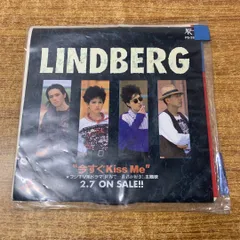 LINDBERG
"今すぐKiss Me"
2.7 ON SALE!!